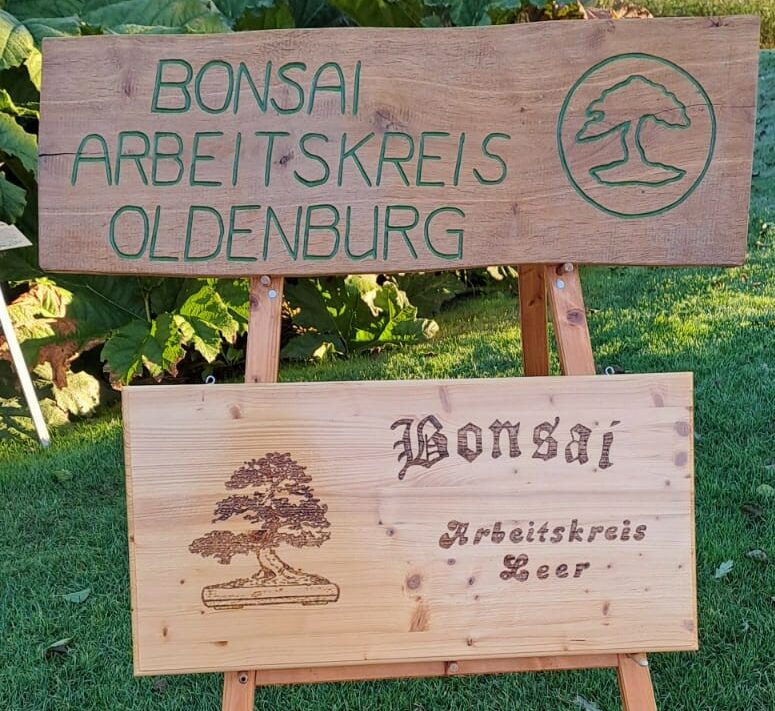 BONSAI
ARBEITSKREIS
OLDENBURG
Bonsai
Arbeitskreis
Leer